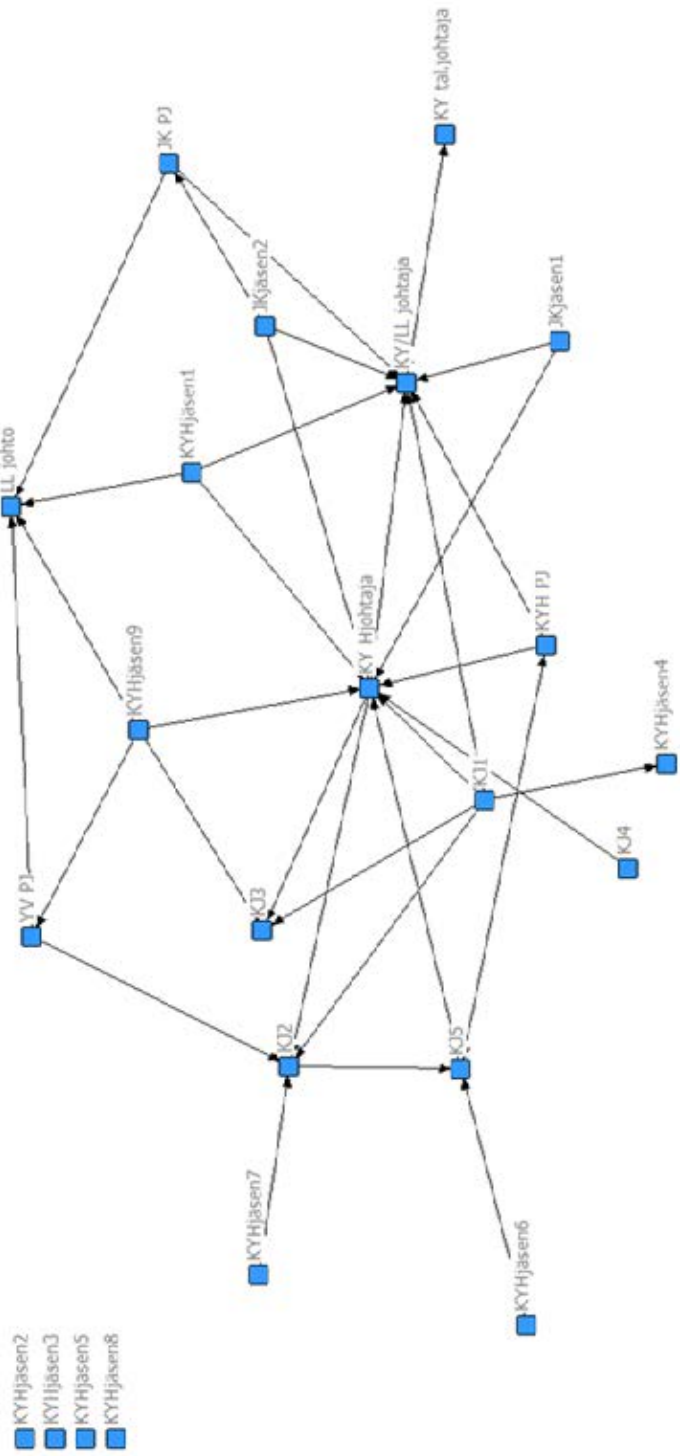 KYHjäsen2
KYHjäsen3
KYHjäsen5
KYHjäsen8
LL johto
YV PJ
KYHjäsen9
KYHjäsen1
JK PJ
JKjäsen2
KJ3
KJ2
KYHjäsen7
KY Hjohtaja
KY/LL johtaja
KY tal.johtaja
KJ5
KJ1
KYH PJ
JKjäsen1
KYHjäsen6
KJ4
KYHjäsen4